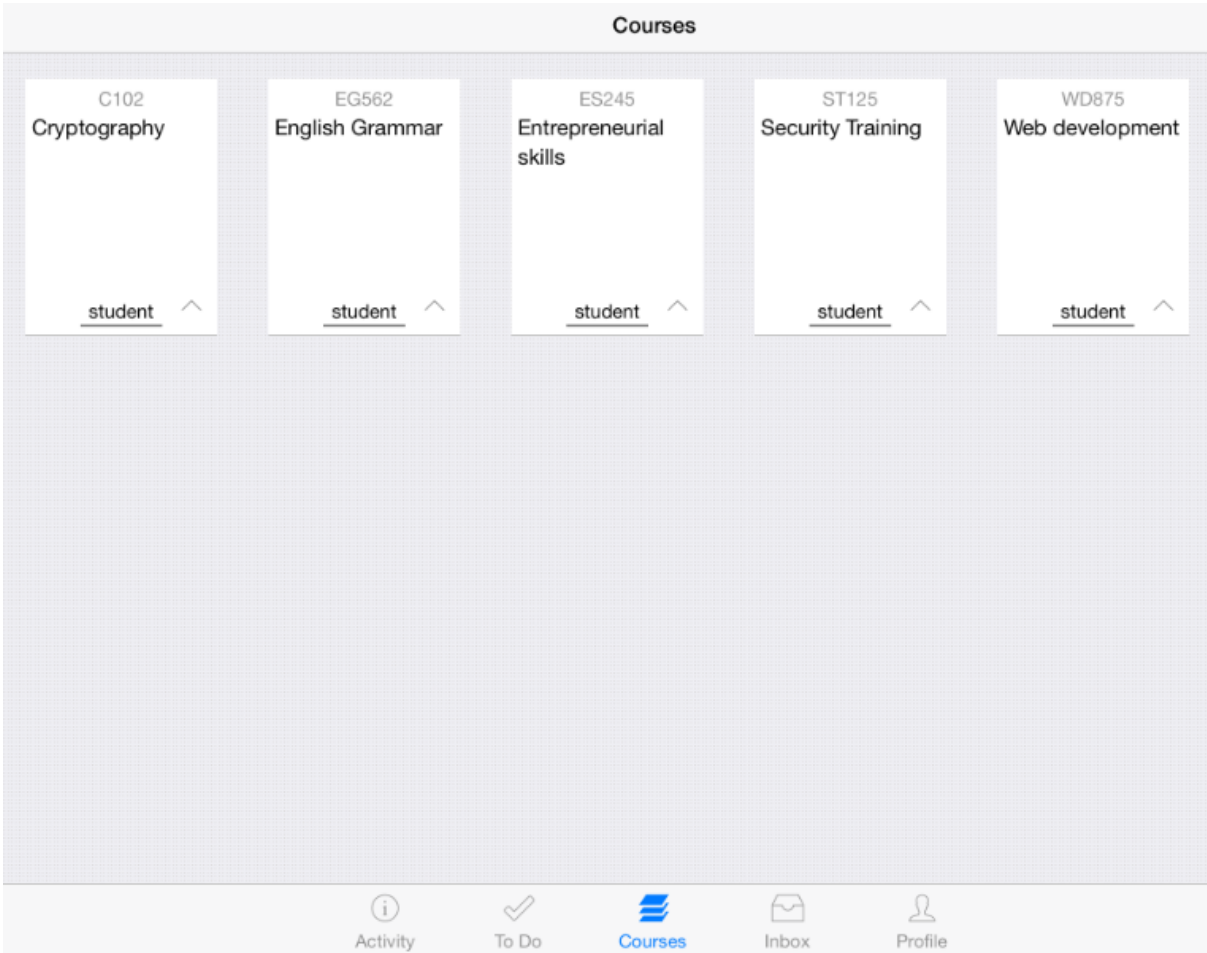 Courses
C102
Cryptography
student
EG562
English Grammar
student
ES245
Entrepreneurial
skills
student
ST125
Security Training
student
WD875
Web development
student
Activity
To Do
Courses
Inbox
Profile